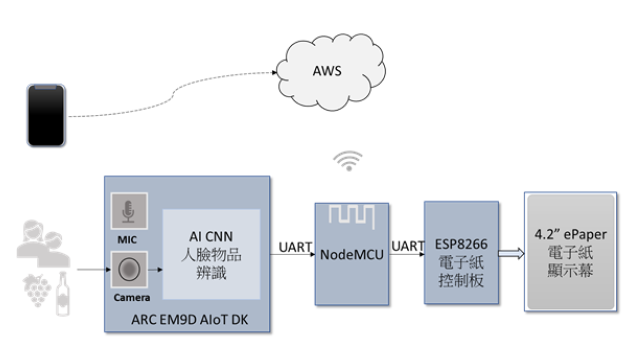 AWS
MIC
Camera
AI CNN
人臉物品
辨識
ARC EM9D AIoT DK
UART
NodeMCU
UART
ESP8266
電子紙
控制板
4.2” ePaper
電子紙
顯示幕